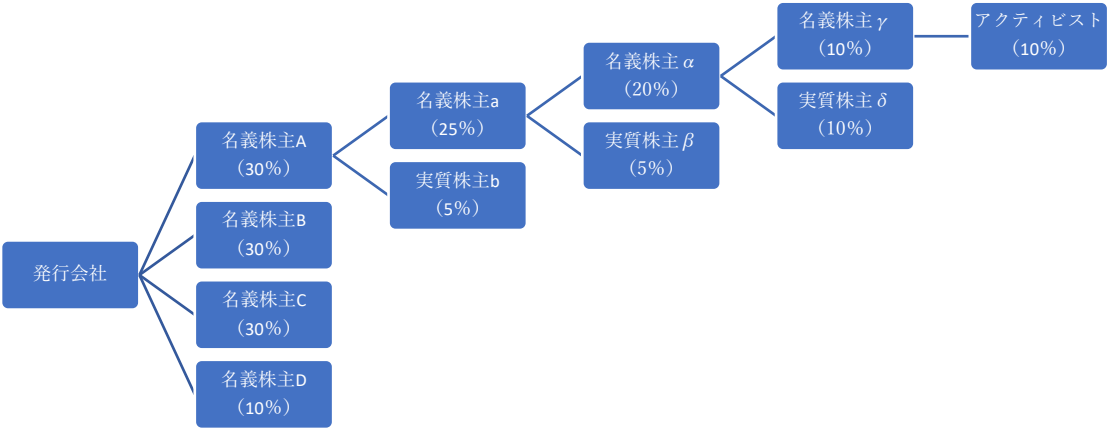 発行会社
名義株主A
（30%）
名義株主B
（30%）
名義株主C
（30%）
名義株主D
（10%）
名義株主a
（25%）
実質株主b
（5%）
名義株主α
（20%）
実質株主β
（5%）
名義株主γ
（10%）
実質株主δ
（10%）
アクティビスト
（10%）